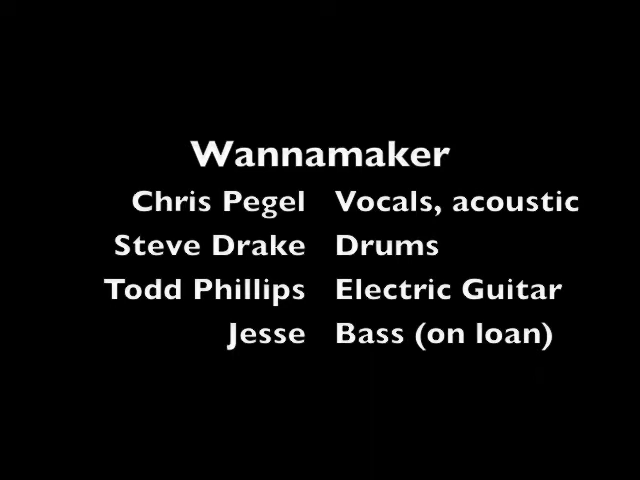 Wannamaker
Chris Pegel Vocals, acoustic
Steve Drake Drums
Todd Phillips Electric Guitar
Jesse Bass (on loan)